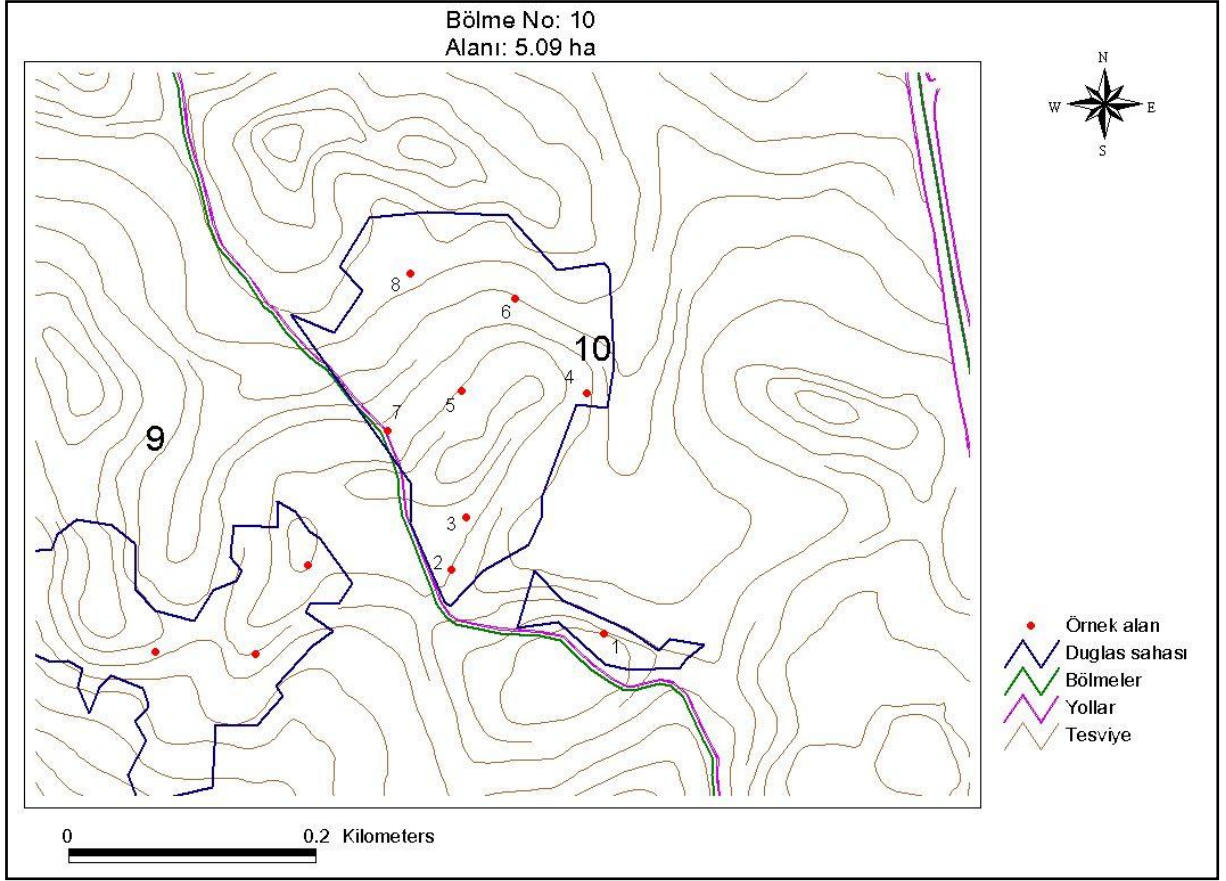 Bölme No: 10
Alanı: 5.09 ha
N
W E
S
8
6
10
4
5
7
9
3
2
1
Örnek alan
Duglas sahası
Bölmeler
Yollar
Tesviye
0 0.2 Kilometers